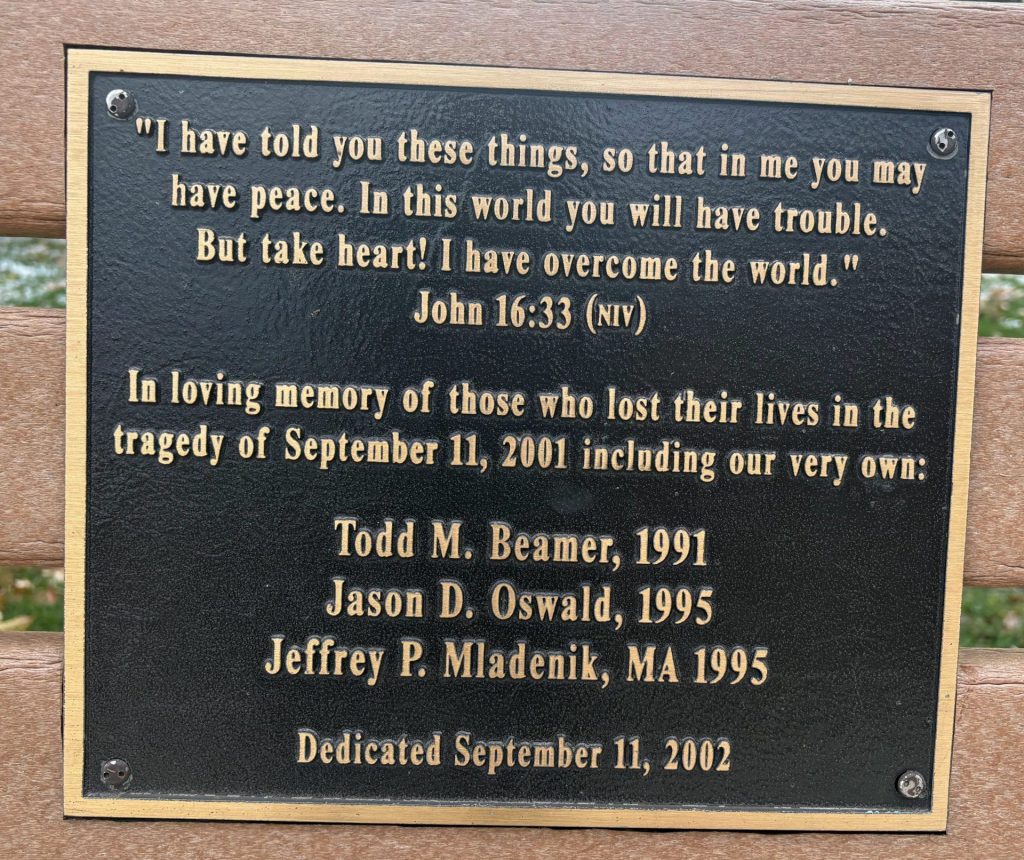 "I have told you these things, so that in me you may
have peace. In this world you will have trouble.
But take heart! I have overcome the world."
John 16:33 (NIV)
In loving memory of those who lost their lives in the
tragedy of September 11, 2001 including our very own:
Todd M. Beamer, 1991
Jason D. Oswald, 1995
Jeffrey P. Mladenik, MA 1995
Dedicated September 11, 2002